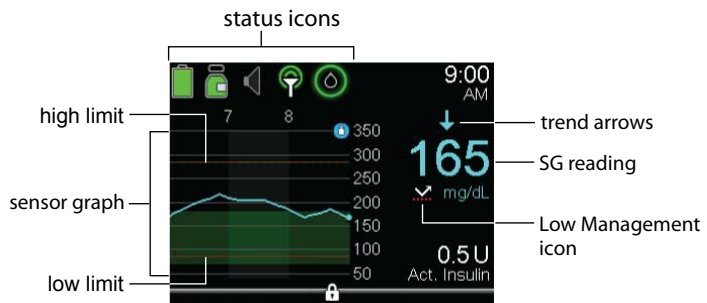 status icons
9:00
AM
high limit
7 8
350
trend arrows
300
165
SG reading
250
mg/dL
sensor graph
200
150
Low Management
icon
100
0.5 U
low limit
50
Act. Insulin